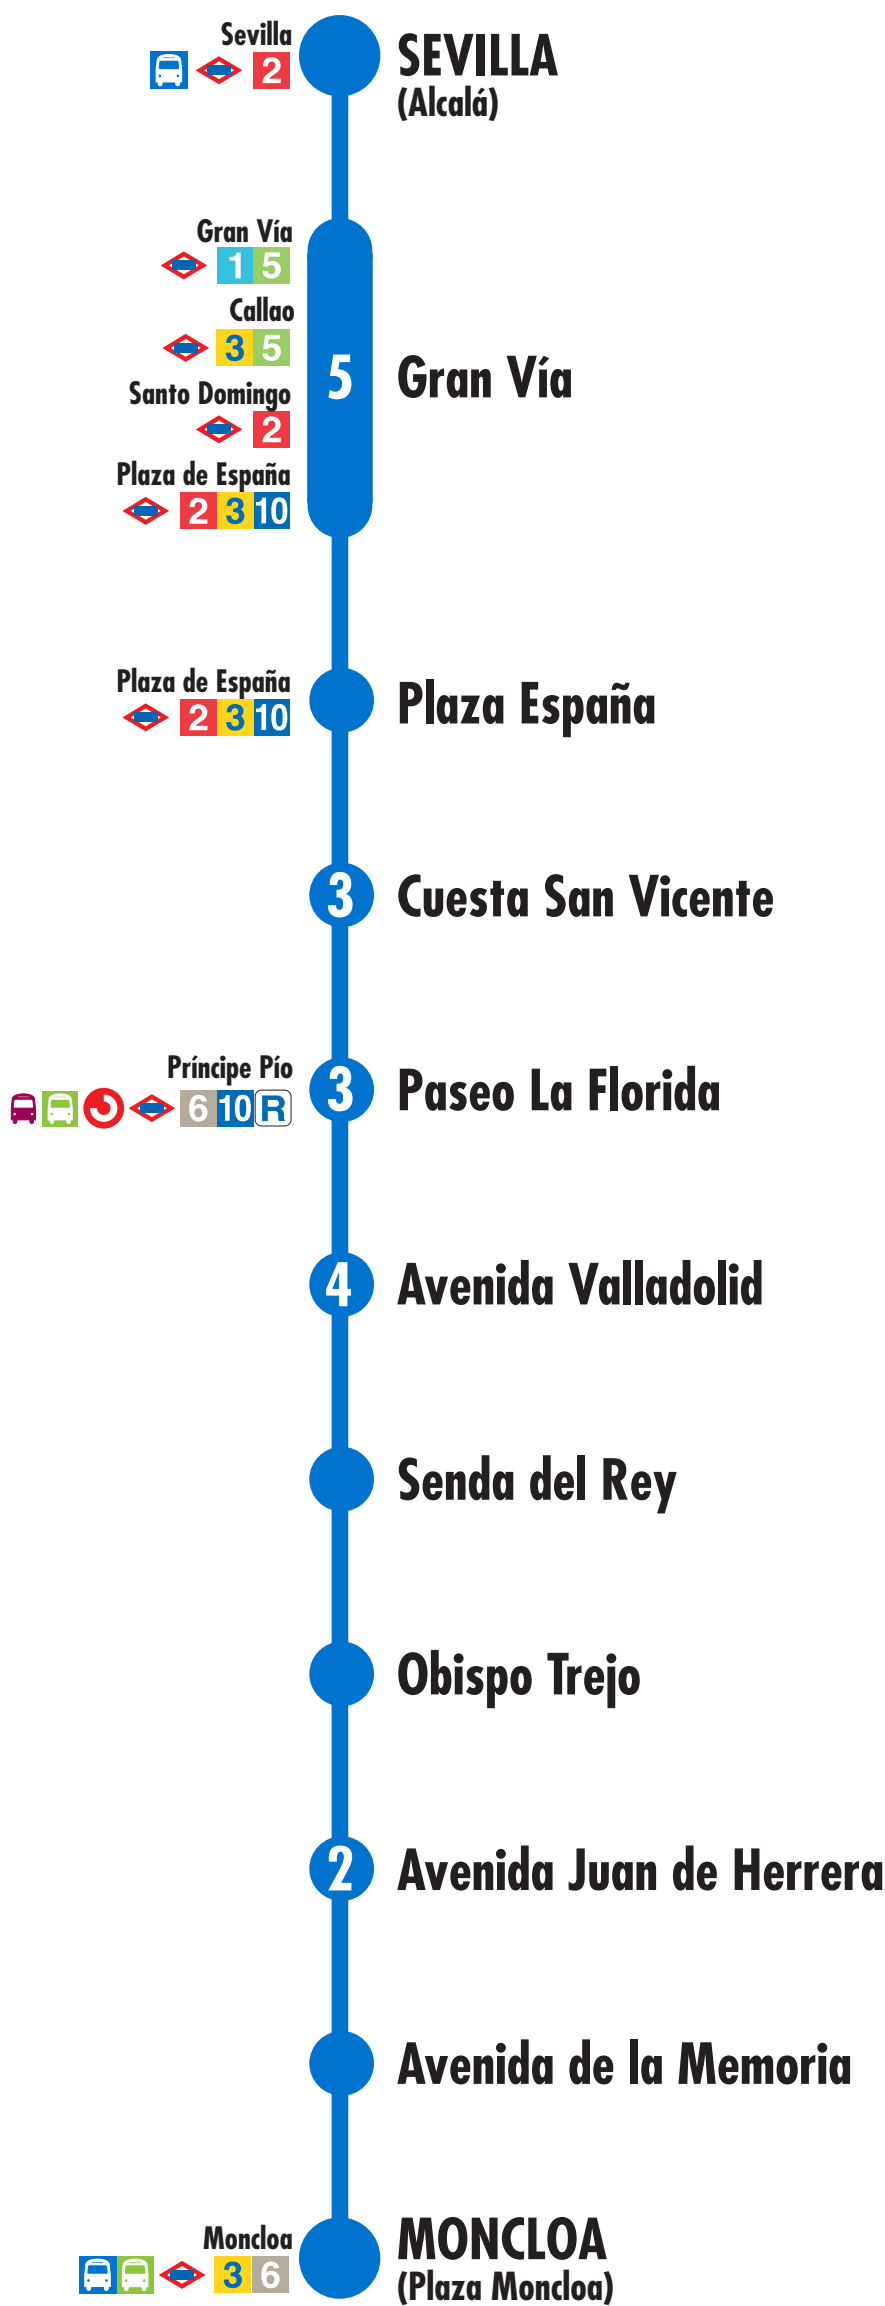 Sevilla
2
SEVILLA
(Alcalá)
Gran Vía
1 5
Callao
3 5
Santo Domingo
2
Plaza de España
2 3 10
5
Gran Vía
Plaza de España
2 3 10
Plaza España
3
Cuesta San Vicente
Príncipe Pío
6 10 R
3
Paseo La Florida
4
Avenida Valladolid
Senda del Rey
Obispo Trejo
2
Avenida Juan de Herrera
Avenida de la Memoria
Moncloa
3 6
MONCLOA
(Plaza Moncloa)